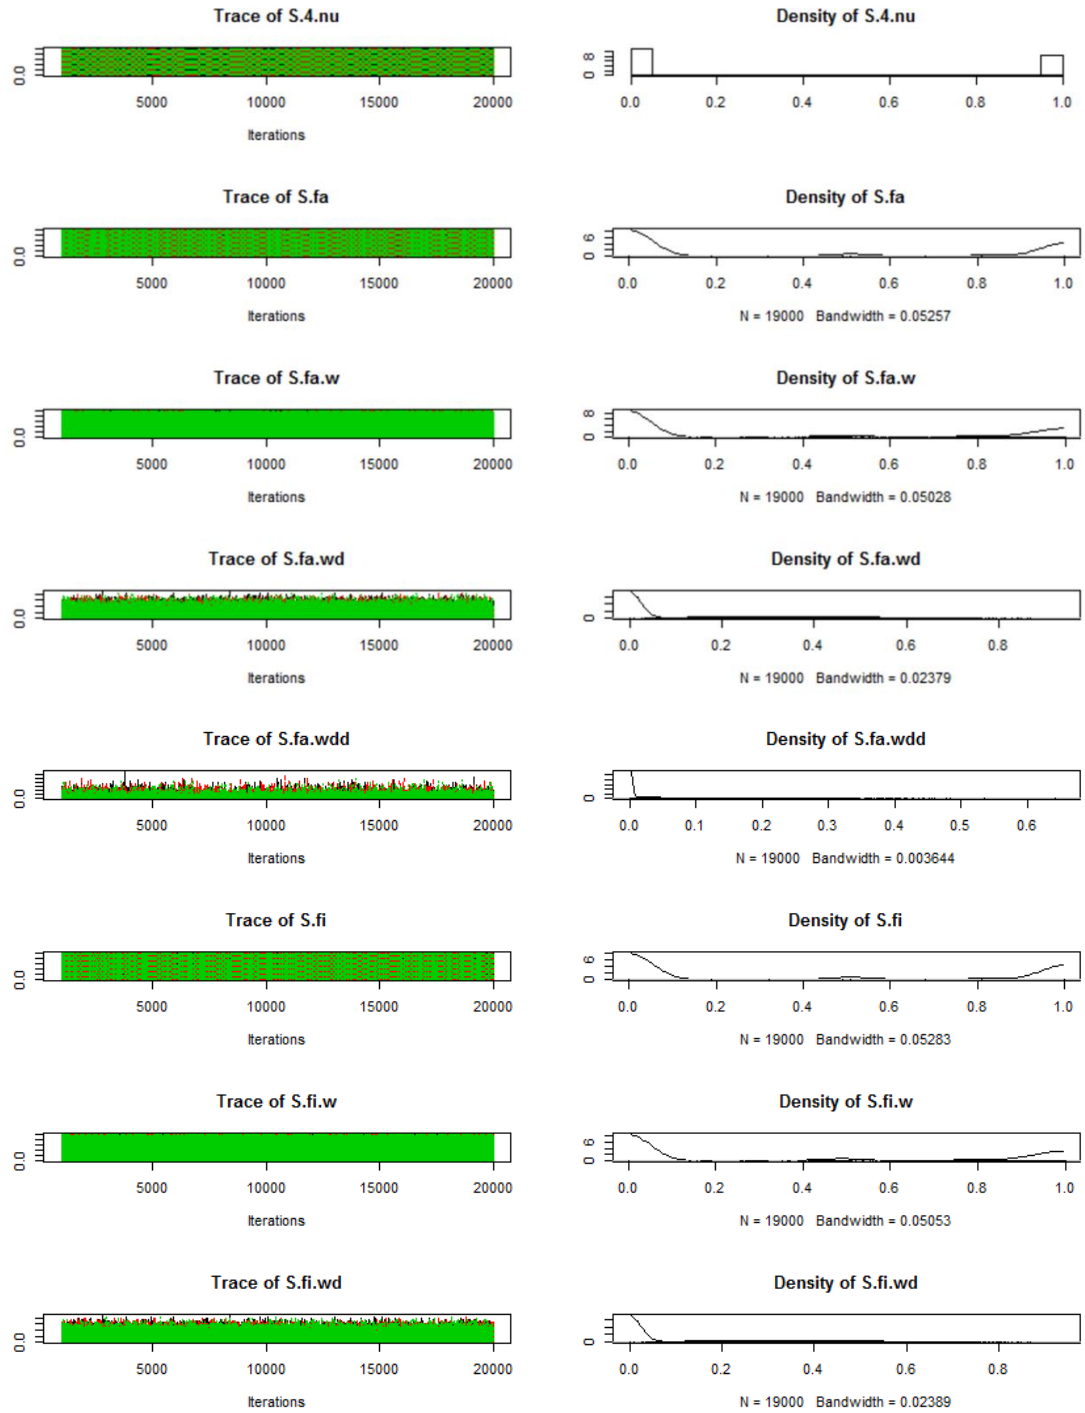 Trace of S.4.nu
Density of S.4.nu
0.0
0 8
5000 10000 15000 20000
0.0 0.2 0.4 0.6 0.8 1.0
Iterations
Trace of S.fa
Density of S.fa
0.0
0 6
5000 10000 15000 20000
0.0 0.2 0.4 0.6 0.8 1.0
Iterations
N = 19000 Bandwidth = 0.05257
Trace of S.fa.w
Density of S.fa.w
0.0
0 8
5000 10000 15000 20000
0.0 0.2 0.4 0.6 0.8 1.0
Iterations
N = 19000 Bandwidth = 0.05028
Trace of S.fa.wd
Density of S.fa.wd
0.0
0
5000 10000 15000 20000
0.0 0.2 0.4 0.6 0.8
Iterations
N = 19000 Bandwidth = 0.02379
Trace of S.fa.wdd
Density of S.fa.wdd
0.0
0
5000 10000 15000 20000
0.0 0.1 0.2 0.3 0.4 0.5 0.6
Iterations
N = 19000 Bandwidth = 0.003644
Trace of S.fi
Density of S.fi
0.0
0 6
5000 10000 15000 20000
0.0 0.2 0.4 0.6 0.8 1.0
Iterations
N = 19000 Bandwidth = 0.05283
Trace of S.fi.w
Density of S.fi.w
0.0
0 6
5000 10000 15000 20000
0.0 0.2 0.4 0.6 0.8 1.0
Iterations
N = 19000 Bandwidth = 0.05053
Trace of S.fi.wd
Density of S.fi.wd
0.0
0
5000 10000 15000 20000
0.0 0.2 0.4 0.6 0.8
Iterations
N = 19000 Bandwidth = 0.02389